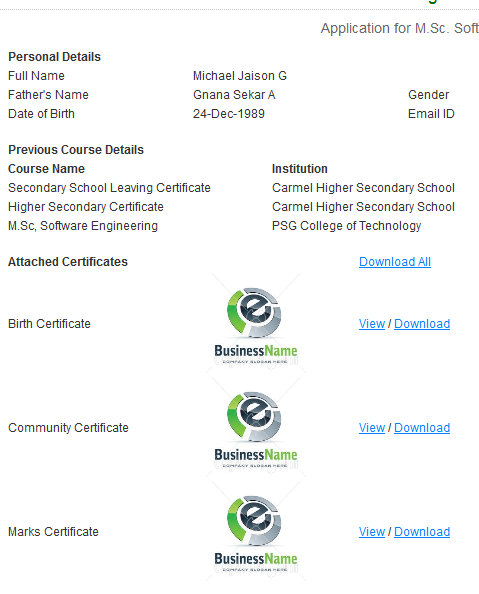 Application for M.Sc. Soft
Personal Details
Full Name Michael Jaison G
Father's Name Gnana Sekar A Gender
Date of Birth 24-Dec-1989 Email ID
Previous Course Details
Course Name Institution
Secondary School Leaving Certificate Carmel Higher Secondary School
Higher Secondary Certificate Carmel Higher Secondary School
M.Sc, Software Engineering PSG College of Technology
Attached Certificates Download All
Birth Certificate View / Download
BusinessName
COMPANY SLOGAN HERE
Community Certificate View / Download
BusinessName
COMPANY SLOGAN HERE
Marks Certificate View / Download
BusinessName
COMPANY SLOGAN HERE